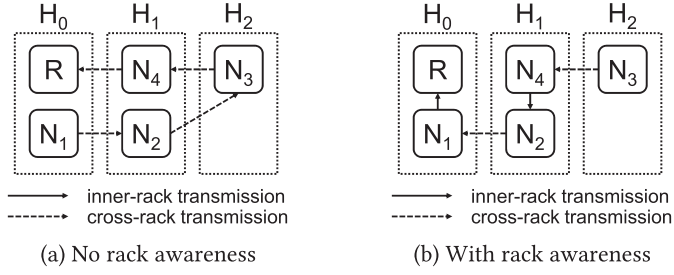 H0 H1 H2
R N4 N3
N1 N2
inner-rack transmission
cross-rack transmission
(a) No rack awareness
H0 H1 H2
R N4 N3
N1 N2
inner-rack transmission
cross-rack transmission
(b) With rack awareness